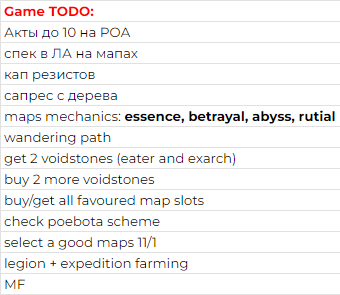 Game TODO:
Акты до 10 на РОА
спек в ЛА на мапах
кап резистов
сапрес с дерева
maps mechanics: essence, betrayal, abyss, rutial
wandering path
get 2 voidstones (eater and exarch)
buy 2 more voidstones
buy/get all favoured map slots
check poebota scheme
select a good maps 11/1
legion + expedition farming
MF